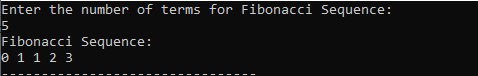 Enter the number of terms for Fibonacci Sequence:
5
Fibonacci Sequence:
0 1 1 2 3
--------------------------------